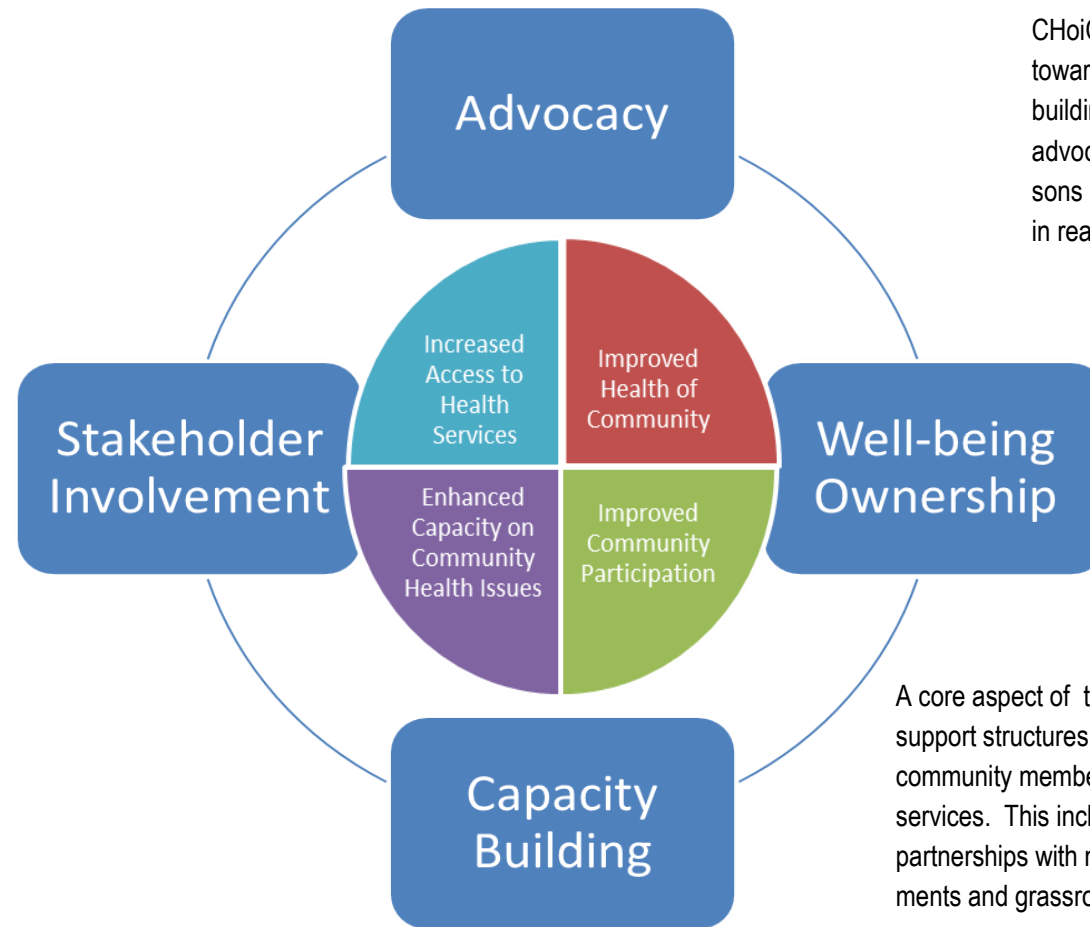 Advocacy
CHoiC
towar
buildin
advoc
sons
in rea
Increased
Access to
Health
Services
Improved
Health of
Community
Stakeholder
Involvement
Well-being
Ownership
Enhanced
Capacity on
Community
Health Issues
Improved
Community
Participation
Capacity
Building
A core aspect of t
support structures
community membe
services. This incl
partnerships with r
ments and grassro